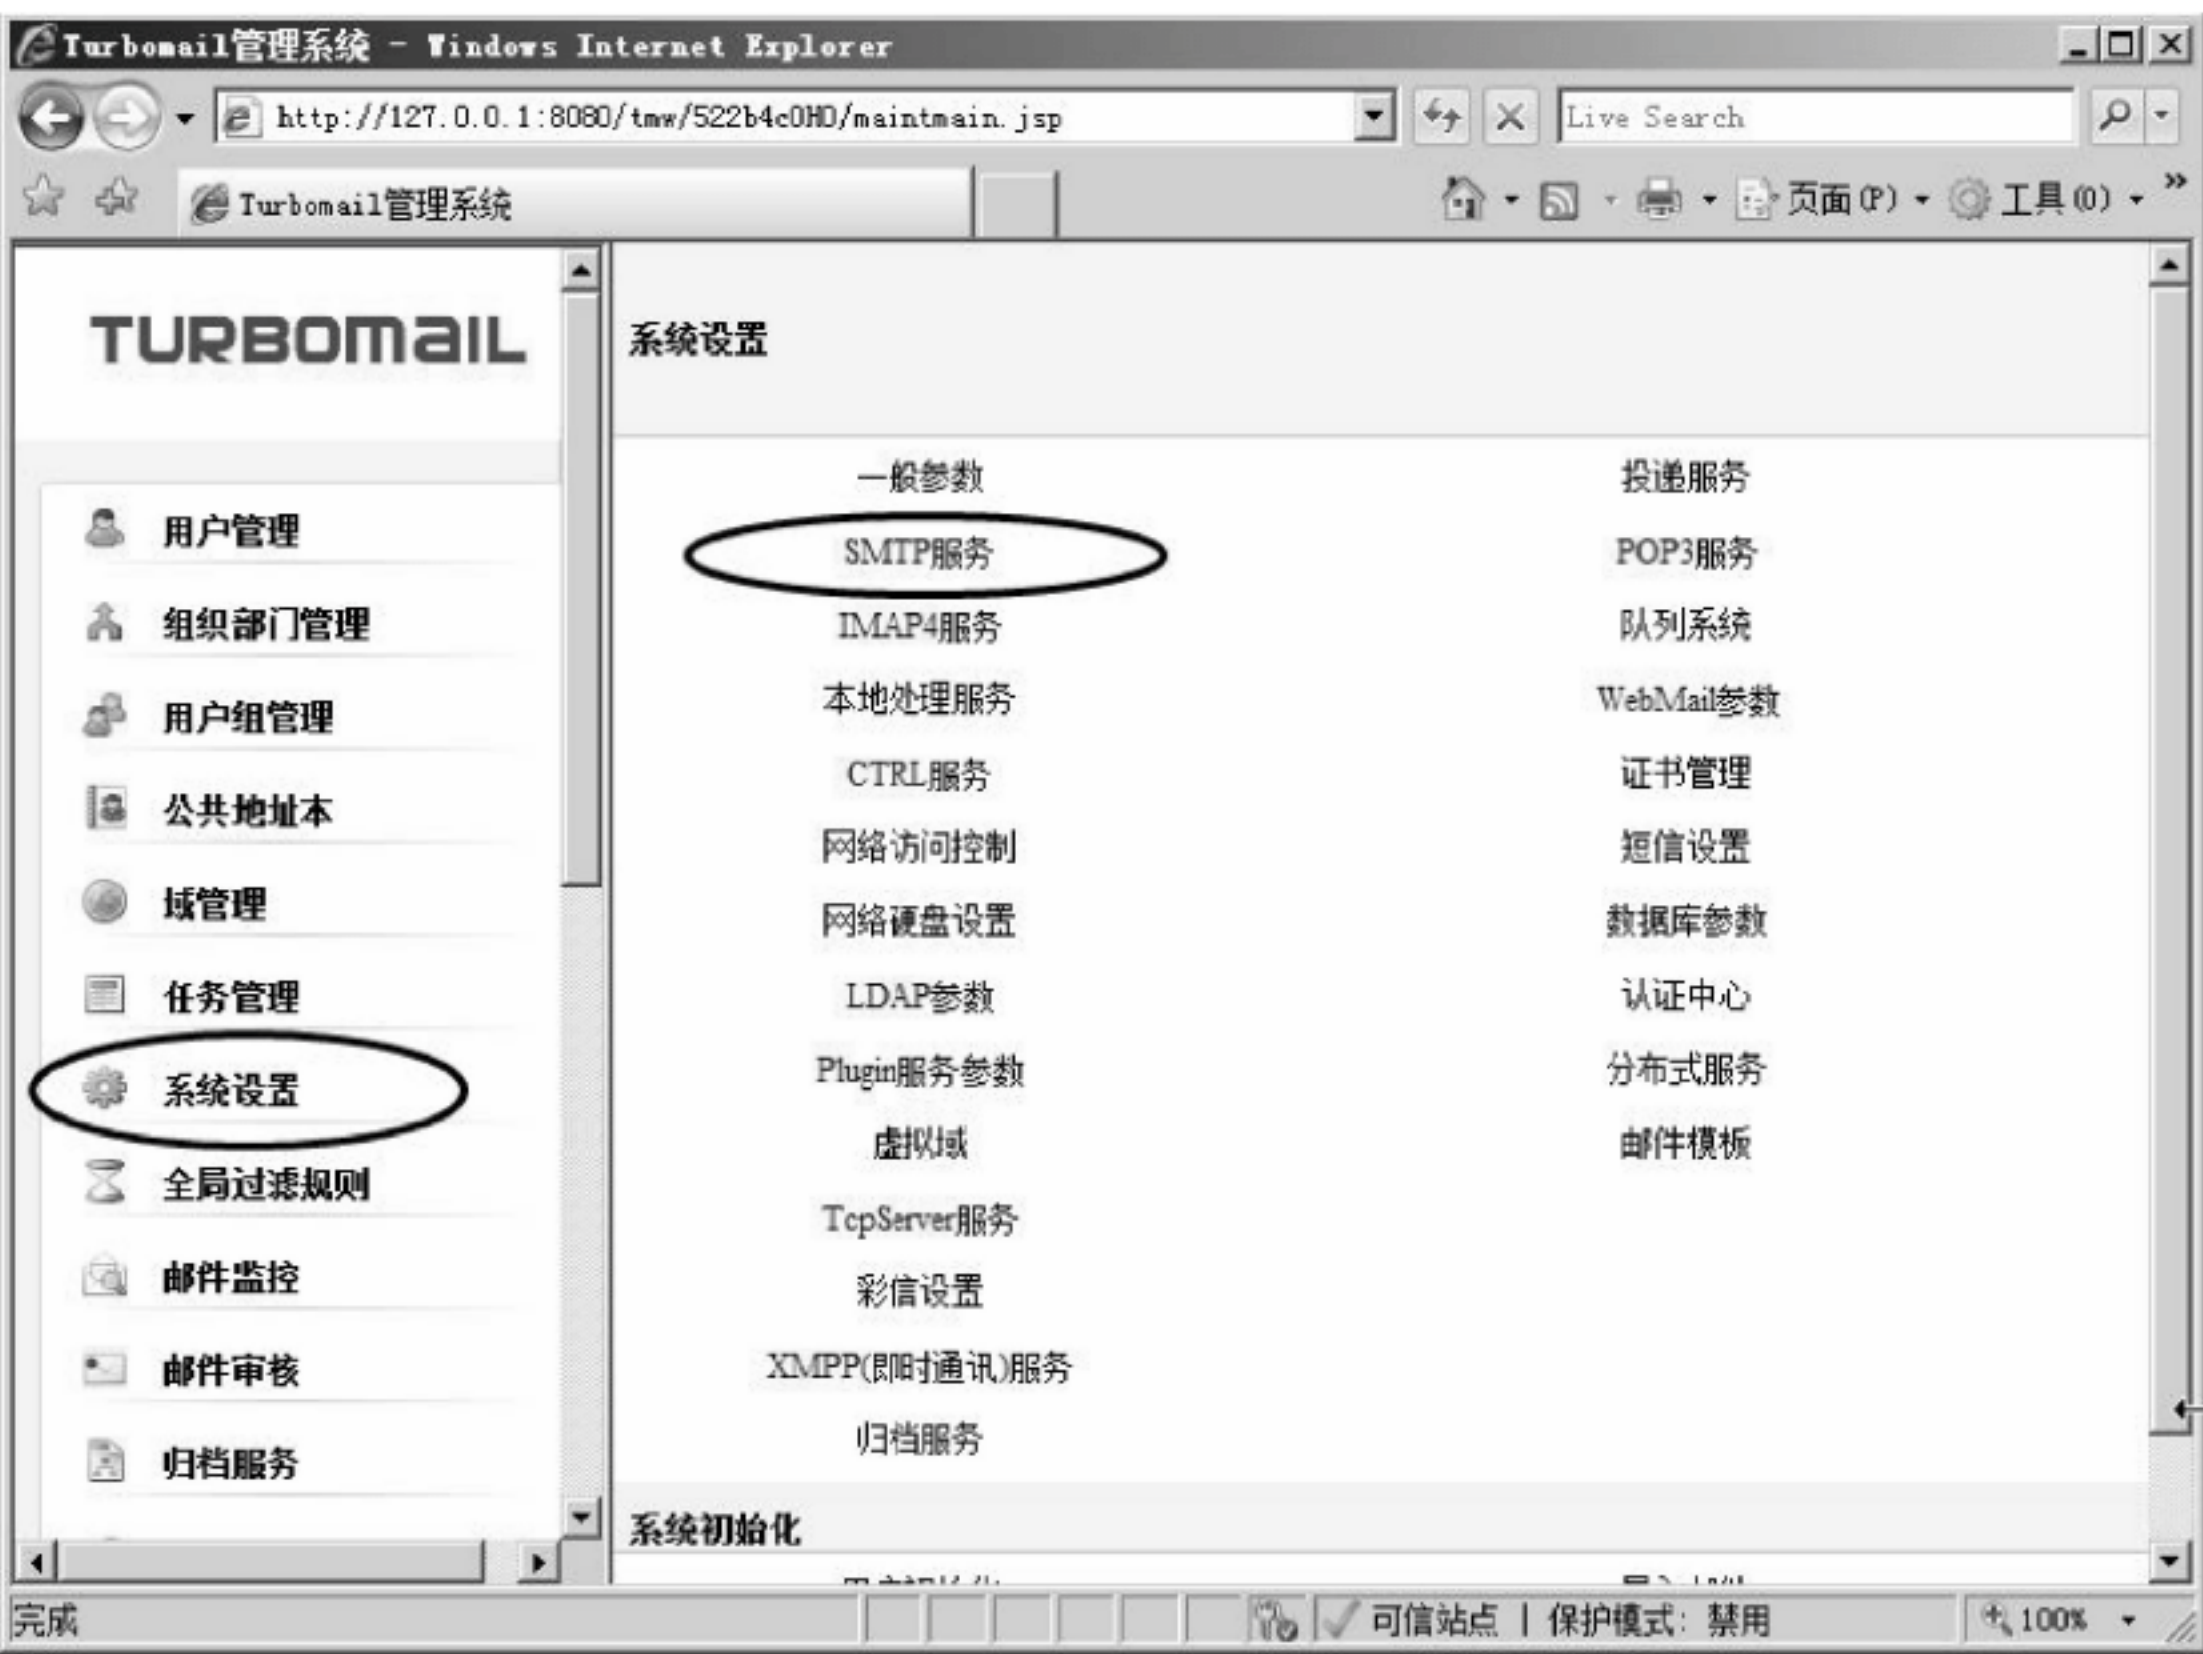 Turbomail管理系统 - Windows Internet Explorer
http://127.0.0.1:8080/tmw/522b4c0H0/maintmain.jsp
Live Search
Turbomail管理系统
页面(P)
工具(O)
TURBOMAIL
用户管理
组织部门管理
用户组管理
公共地址本
域管理
任务管理
系统设置
全局过滤规则
邮件监控
邮件审核
归档服务
系统设置
一般参数 投递服务
SMTP服务 POP3服务
IMAP4服务 队列系统
本地处理服务 WebMail参数
CTRL服务 证书管理
网络访问控制 短信设置
网络硬盘设置 数据库参数
LDAP参数 认证中心
Plugin服务参数 分布式服务
虚拟域 邮件模板
TcpServer服务
彩信设置
XMPP(即时通讯)服务
归档服务
系统初始化
完成
可信站点 | 保护模式: 禁用
100%